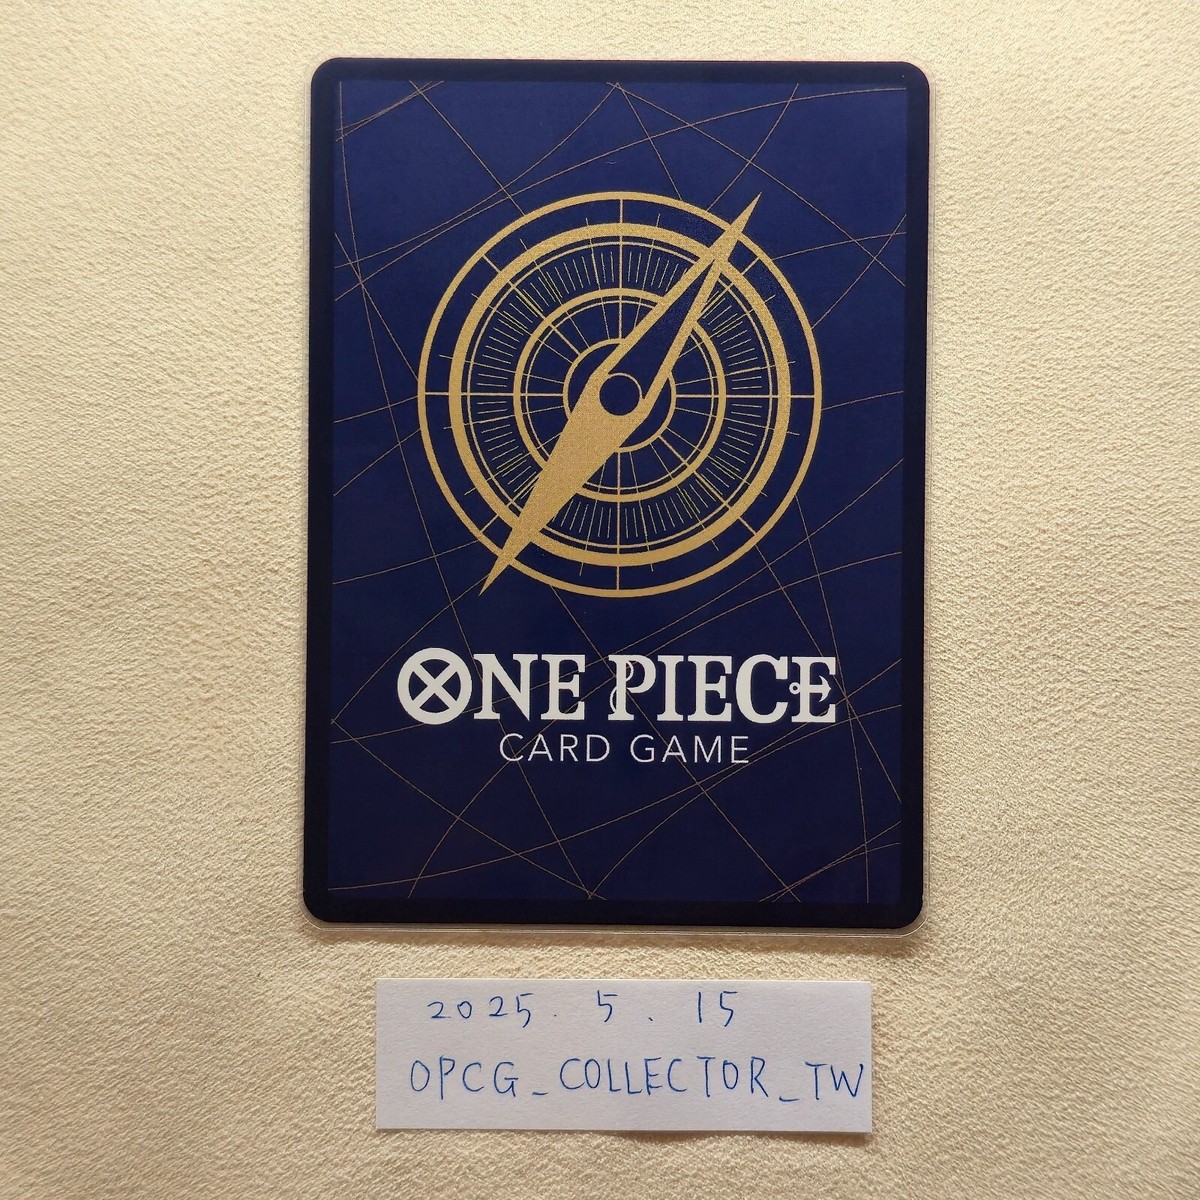 ONE PIECE
CARD GAME
2025. 5. 15
OPCG_COLLECTOR_TW